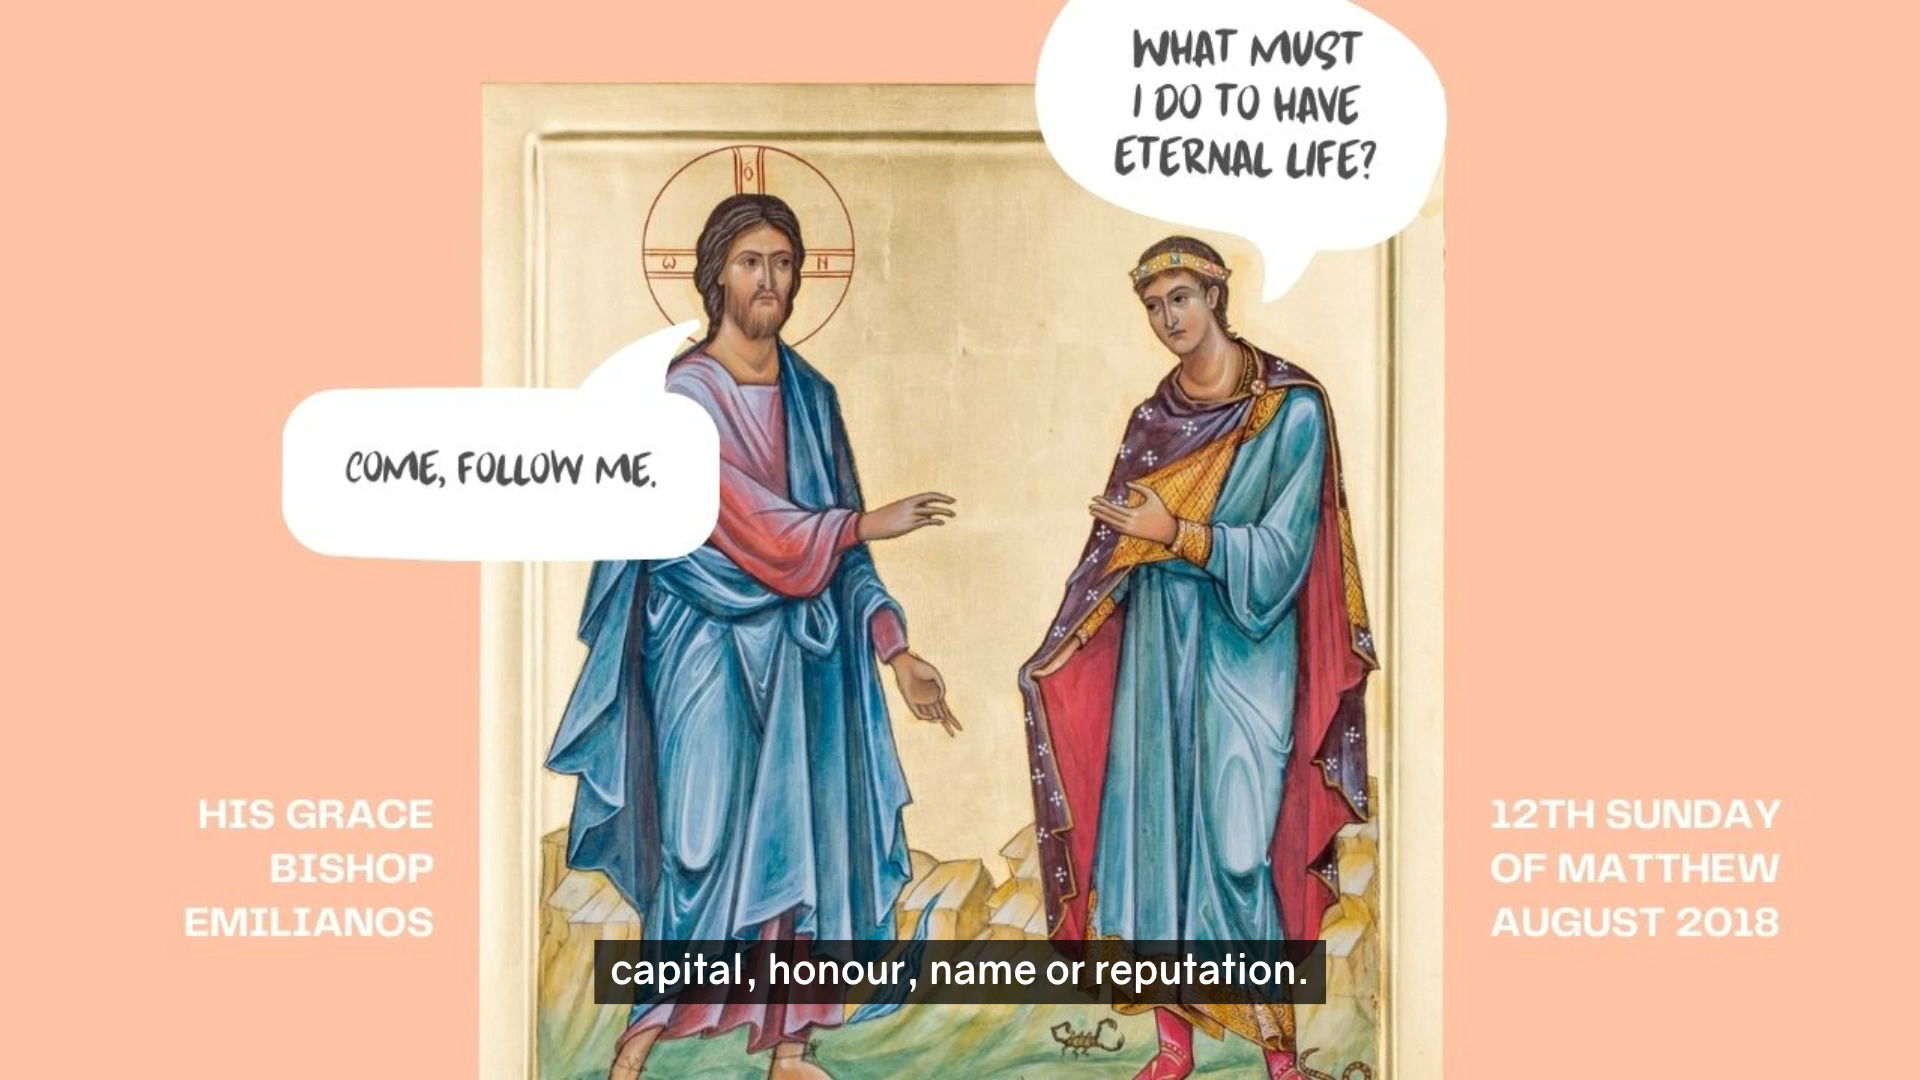 WHAT MUST
I DO TO HAVE
ETERNAL LIFE?
Ὁ
Ω Ν
COME, FOLLOW ME.
HIS GRACE
BISHOP
EMILIANOS
12TH SUNDAY
OF MATTHEW
AUGUST 2018
capital, honour, name or reputation.